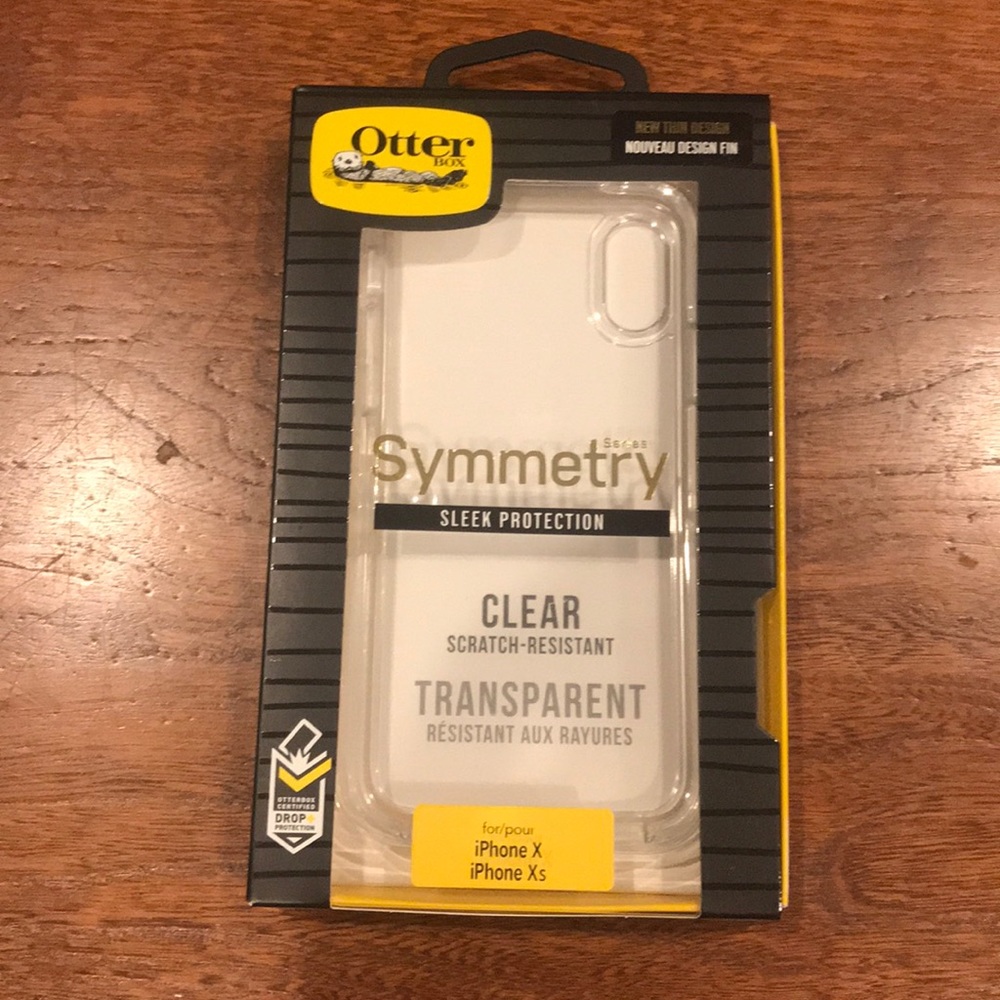 Otter
BOX
NEW THIN DESIGN
NOUVEAU DESIGN FIN
Series
Symmetry
SLEEK PROTECTION
CLEAR
SCRATCH-RESISTANT
TRANSPARENT
RÉSISTANT AUX RAYURES
OTTERBOX
CERTIFIED
DROP+
PROTECTION
for/pour
iPhone X
iPhone Xs